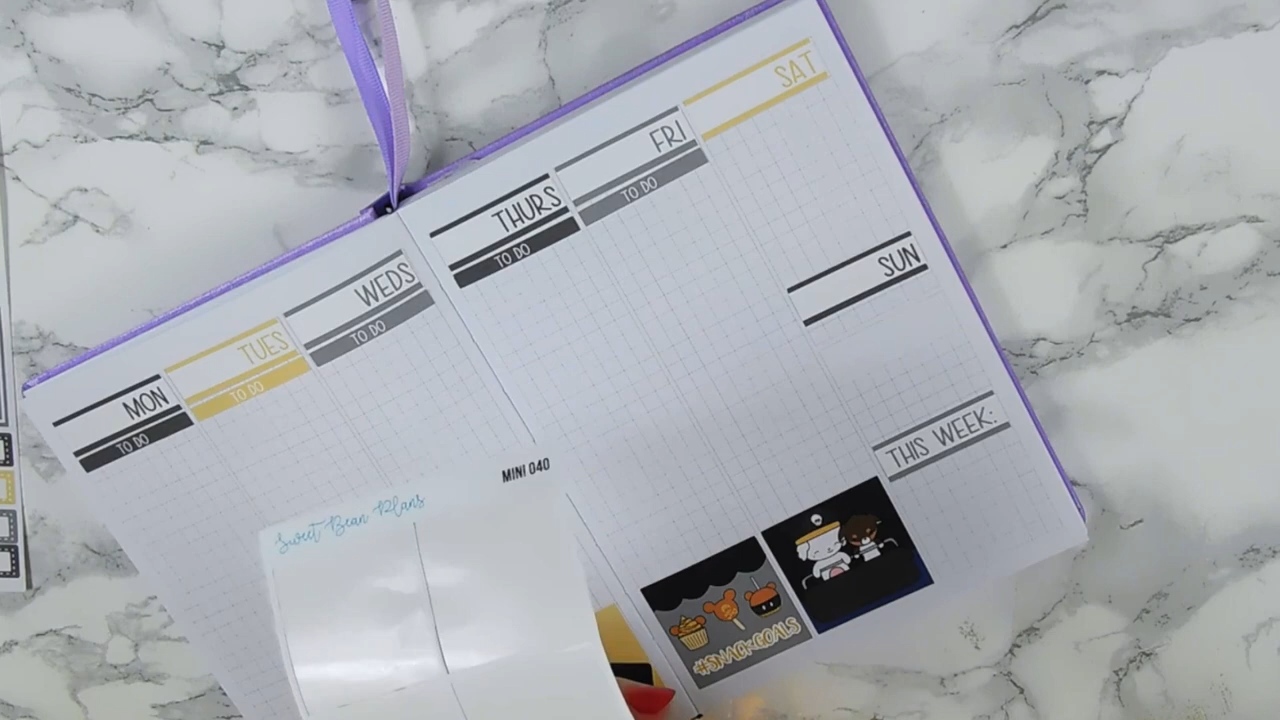 MON
TO DO
TUES
TO DO
WEDS
TO DO
THURS
TO DO
FRI
TO DO
SAT
SUN
THIS WEEK:
MINI 040
Sweet Bean Plans
#SNACKGOALS